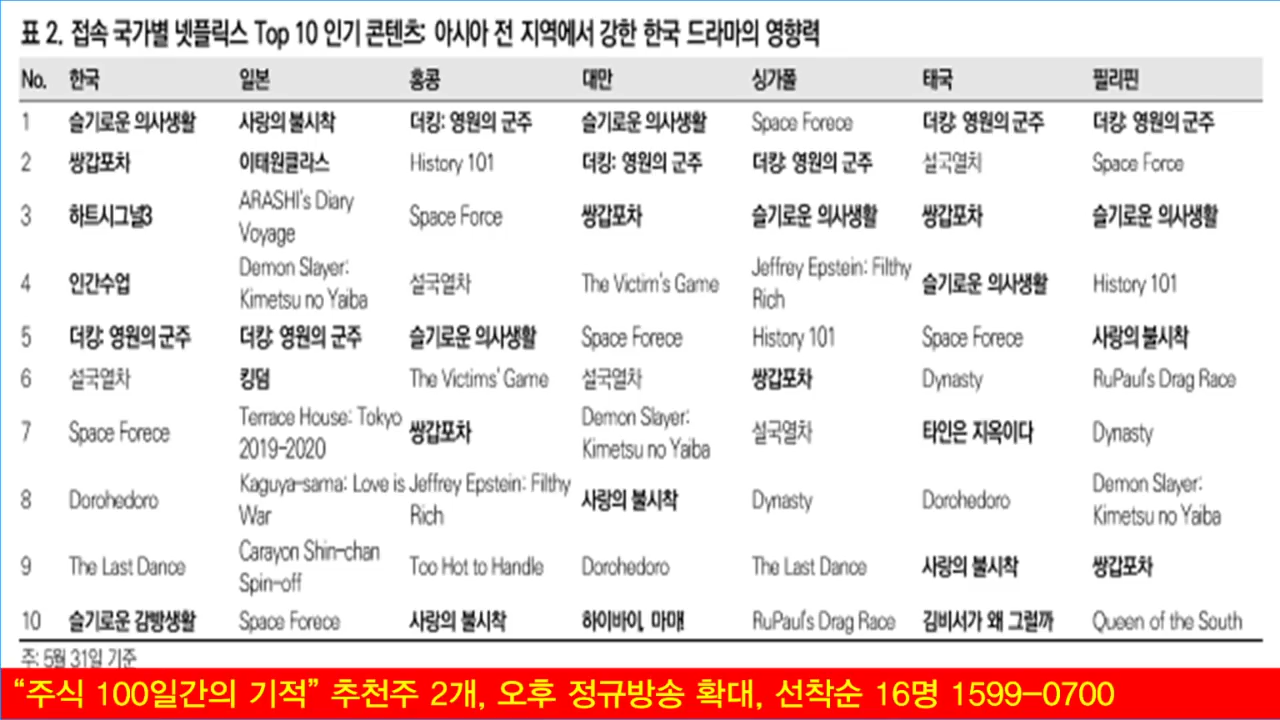 표 2. 접속 국가별 넷플릭스 Top 10 인기 콘텐츠: 아시아 전 지역에서 강한 한국 드라마의 영향력
No. 한국 일본 홍콩 대만 싱가폴 태국 필리핀
1 슬기로운 의사생활 사랑의 불시착 더킹: 영원의 군주 슬기로운 의사생활 Space Forece 더킹: 영원의 군주 더킹: 영원의 군주
2 쌍갑포차 이태원클라스 History 101 더킹: 영원의 군주 더킹: 영원의 군주 설국열차 Space Force
3 하트시그널3 ARASHI's Diary Voyage Space Force 쌍갑포차 슬기로운 의사생활 쌍갑포차 슬기로운 의사생활
4 인간수업 Demon Slayer: Kimetsu no Yaiba 설국열차 The Victim's Game Jeffrey Epstein: Filthy Rich 슬기로운 의사생활 History 101
5 더킹: 영원의 군주 더킹: 영원의 군주 슬기로운 의사생활 Space Forece History 101 Space Forece 사랑의 불시착
6 설국열차 킹덤 The Victims' Game 설국열차 쌍갑포차 Dynasty RuPaul's Drag Race
7 Space Forece Terrace House: Tokyo 2019-2020 쌍갑포차 Demon Slayer: Kimetsu no Yaiba 설국열차 타인은 지옥이다 Dynasty
8 Dorohedoro Kaguya-sama: Love is War Jeffrey Epstein: Filthy Rich 사랑의 불시착 Dynasty Dorohedoro Demon Slayer: Kimetsu no Yaiba
9 The Last Dance Carayon Shin-chan Spin-off Too Hot to Handle Dorohedoro The Last Dance 사랑의 불시착 쌍갑포차
10 슬기로운 감빵생활 Space Forece 사랑의 불시착 하이바이, 마마! RuPaul's Drag Race 김비서가 왜 그럴까 Queen of the South
주: 5월 31일 기준
“주식 100일간의 기적” 추천주 2개, 오후 정규방송 확대, 선착순 16명 1599-0700